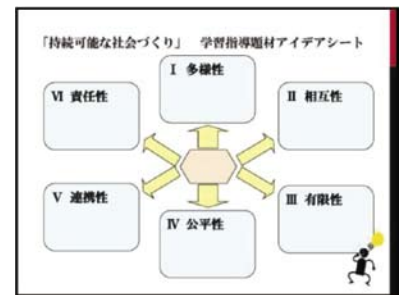 「持続可能な社会づくり」　学習指導題材アイデアシート
Ⅰ 多様性
Ⅱ 相互性
Ⅲ 有限性
Ⅳ 公平性
Ⅴ 連携性
Ⅵ 責任性